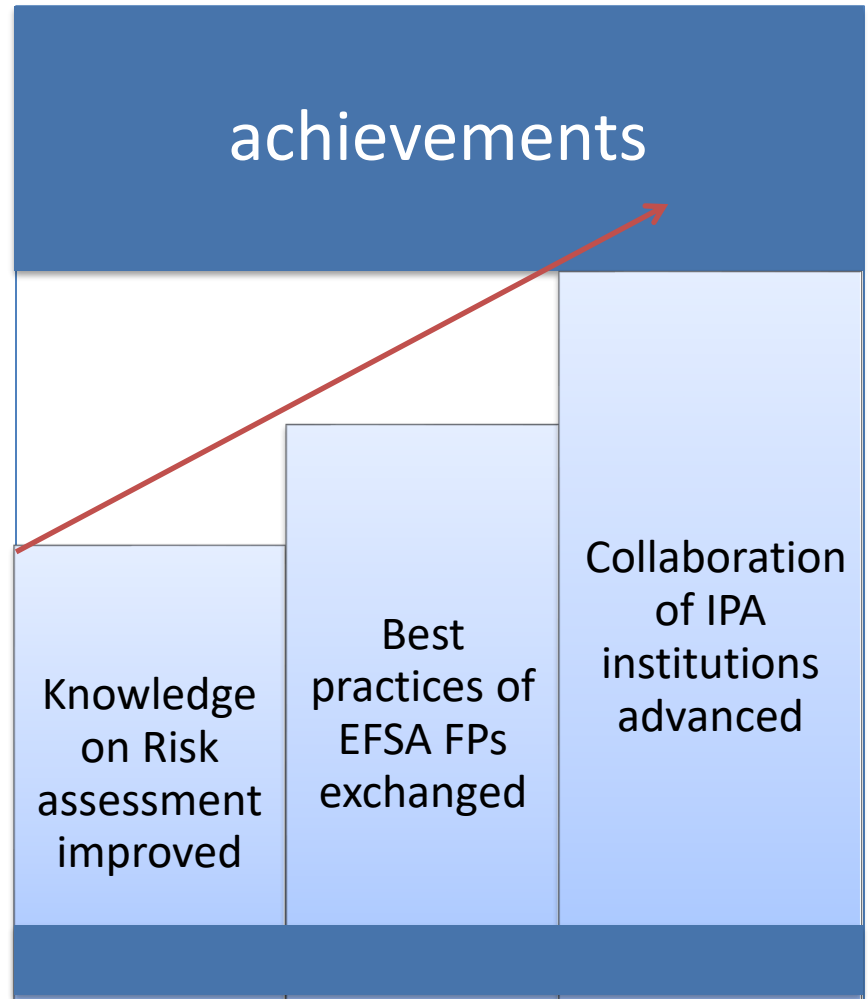 achievements
Knowledge
on Risk
assessment
improved
Best
practices of
EFSA FPs
exchanged
Collaboration
of IPA
institutions
advanced